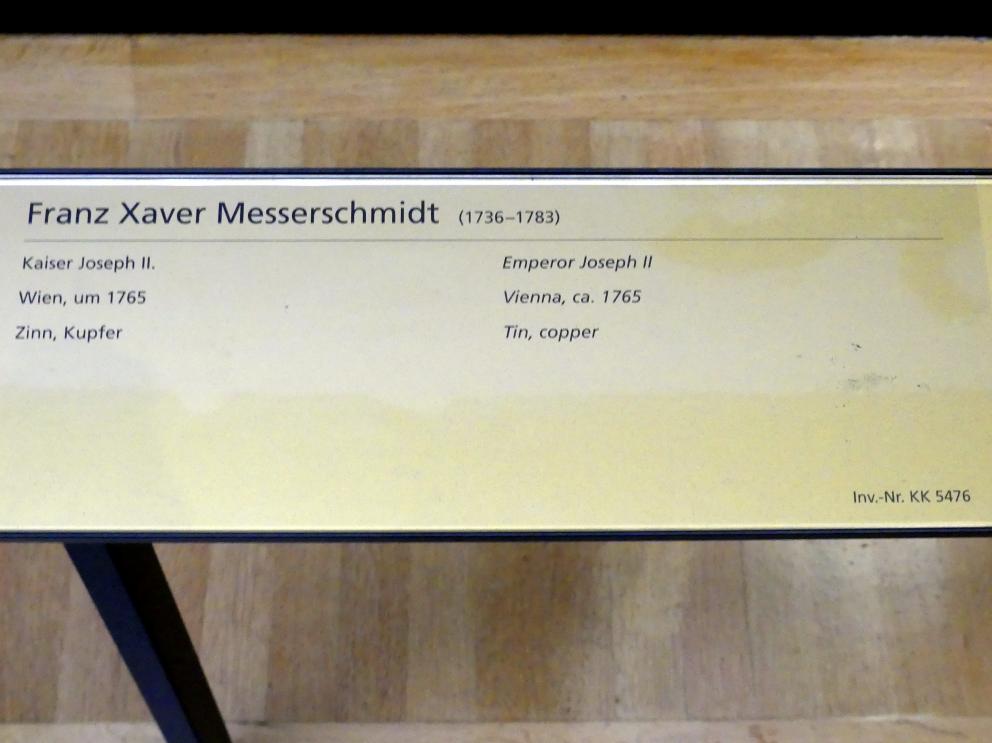 Franz Xaver Messerschmidt (1736–1783)
Kaiser Joseph II.
Wien, um 1765
Zinn, Kupfer
Emperor Joseph II
Vienna, ca. 1765
Tin, copper
Inv.-Nr. KK 5476